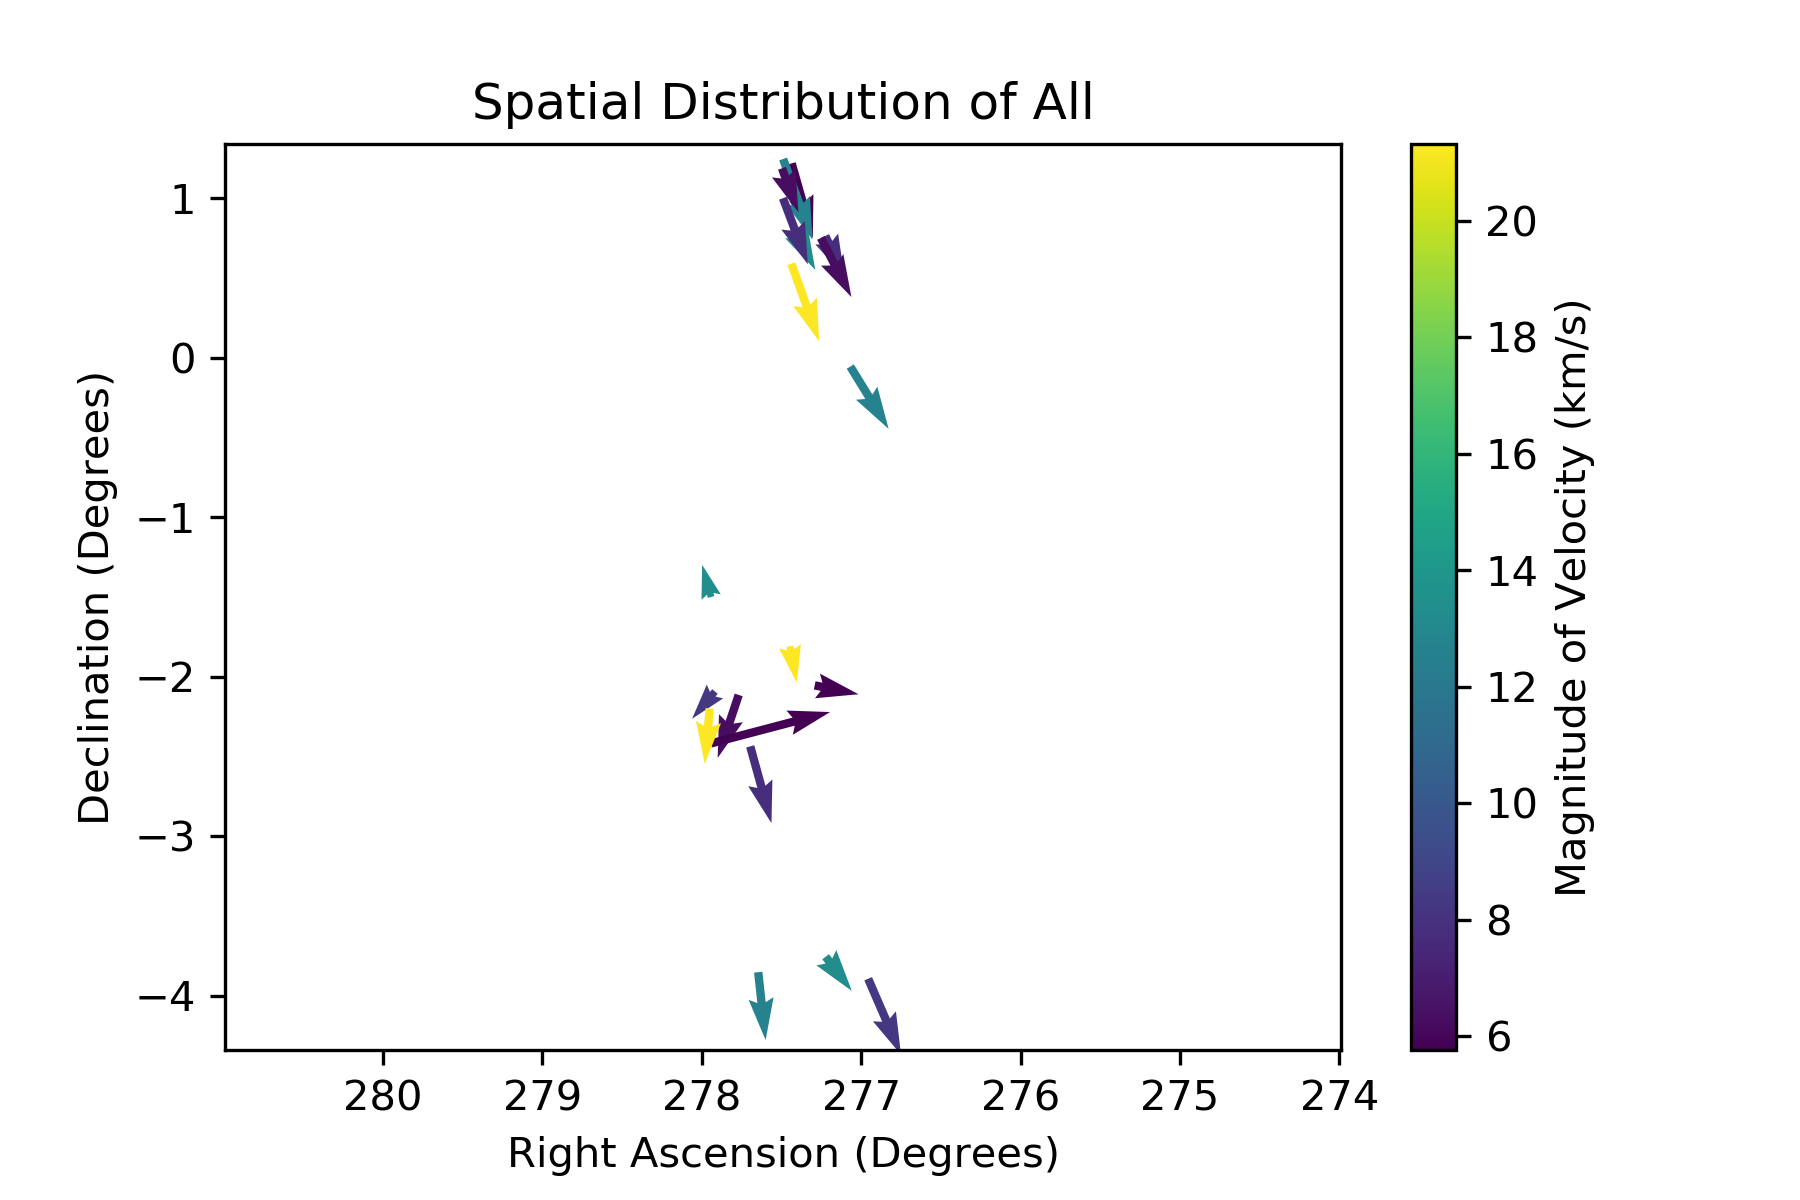 Spatial Distribution of All
1
0
−1
−2
−3
−4
Declination (Degrees)
280 279 278 277 276 275 274
Right Ascension (Degrees)
20
18
16
14
12
10
8
6
Magnitude of Velocity (km/s)